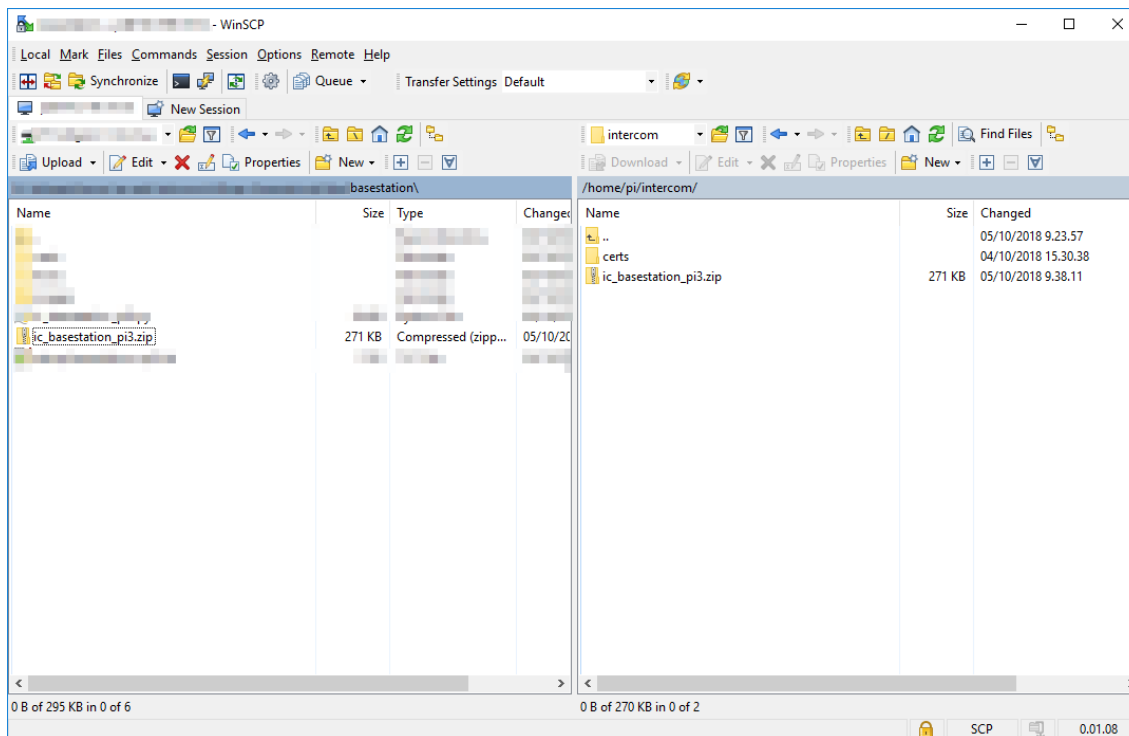 - WinSCP
Local Mark Files Commands Session Options Remote Help
Synchronize Queue Transfer Settings Default
New Session
intercom Find Files
Upload Edit Properties New Download Edit Properties New
basestation\ /home/pi/intercom/
Name Size Type Changed Name Size Changed
.. 05/10/2018 9.23.57
certs 04/10/2018 15.30.38
ic_basestation_pi3.zip 271 KB 05/10/2018 9.38.11
ic_basestation_pi3.zip 271 KB Compressed (zipp... 05/10/20
0 B of 295 KB in 0 of 6 0 B of 270 KB in 0 of 2
SCP 0.01.08